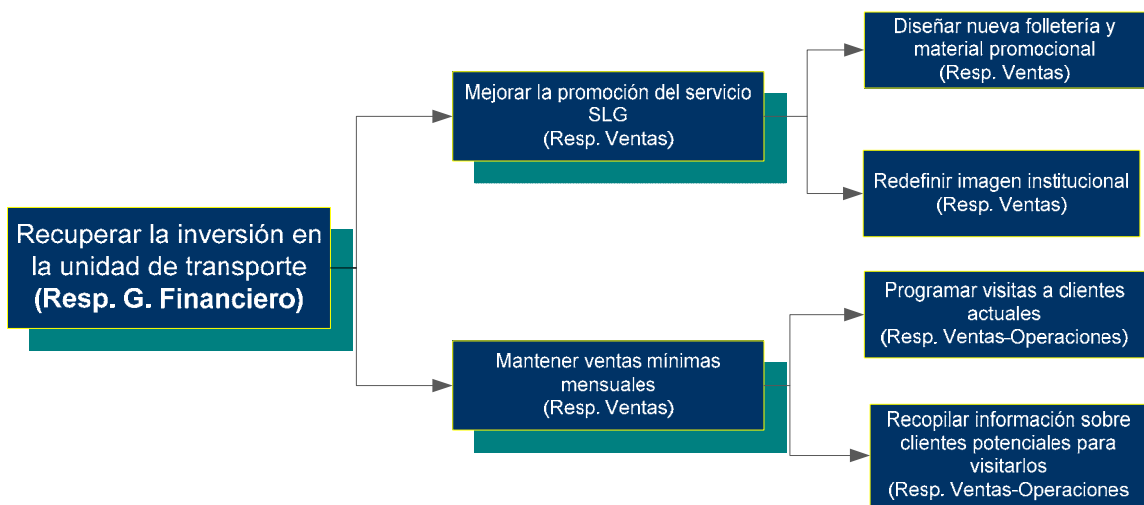 Recuperar la inversión en
la unidad de transporte
(Resp. G. Financiero)
Mejorar la promoción del servicio
SLG
(Resp. Ventas)
Mantener ventas mínimas
mensuales
(Resp. Ventas)
Diseñar nueva folletería y
material promocional
(Resp. Ventas)
Redefinir imagen institucional
(Resp. Ventas)
Programar visitas a clientes
actuales
(Resp. Ventas-Operaciones)
Recopilar información sobre
clientes potenciales para
visitarlos
(Resp. Ventas-Operaciones